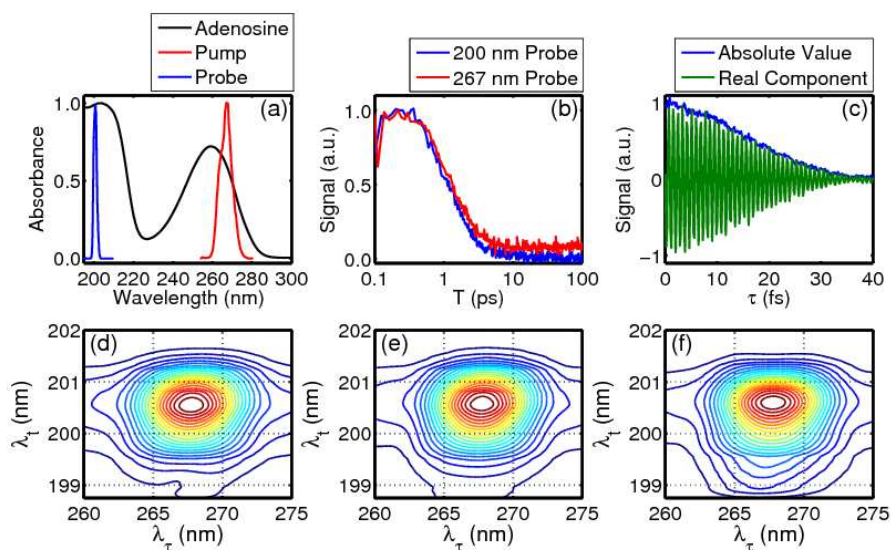 Adenosine
Pump
Probe
200 nm Probe
267 nm Probe
Absolute Value
Real Component
(a)
Absorbance
1.0
0.5
0.0
200 220 240 260 280 300
Wavelength (nm)
(b)
Signal (a.u.)
1.0
0.5
0.0
0.1 1 10 100
T (ps)
(c)
Signal (a.u.)
1
0
−1
0 10 20 30 40
τ (fs)
(d)
λt (nm)
202
201
200
199
260 265 270 275
λτ (nm)
(e)
λt (nm)
202
201
200
199
260 265 270 275
λτ (nm)
(f)
λt (nm)
202
201
200
199
260 265 270 275
λτ (nm)